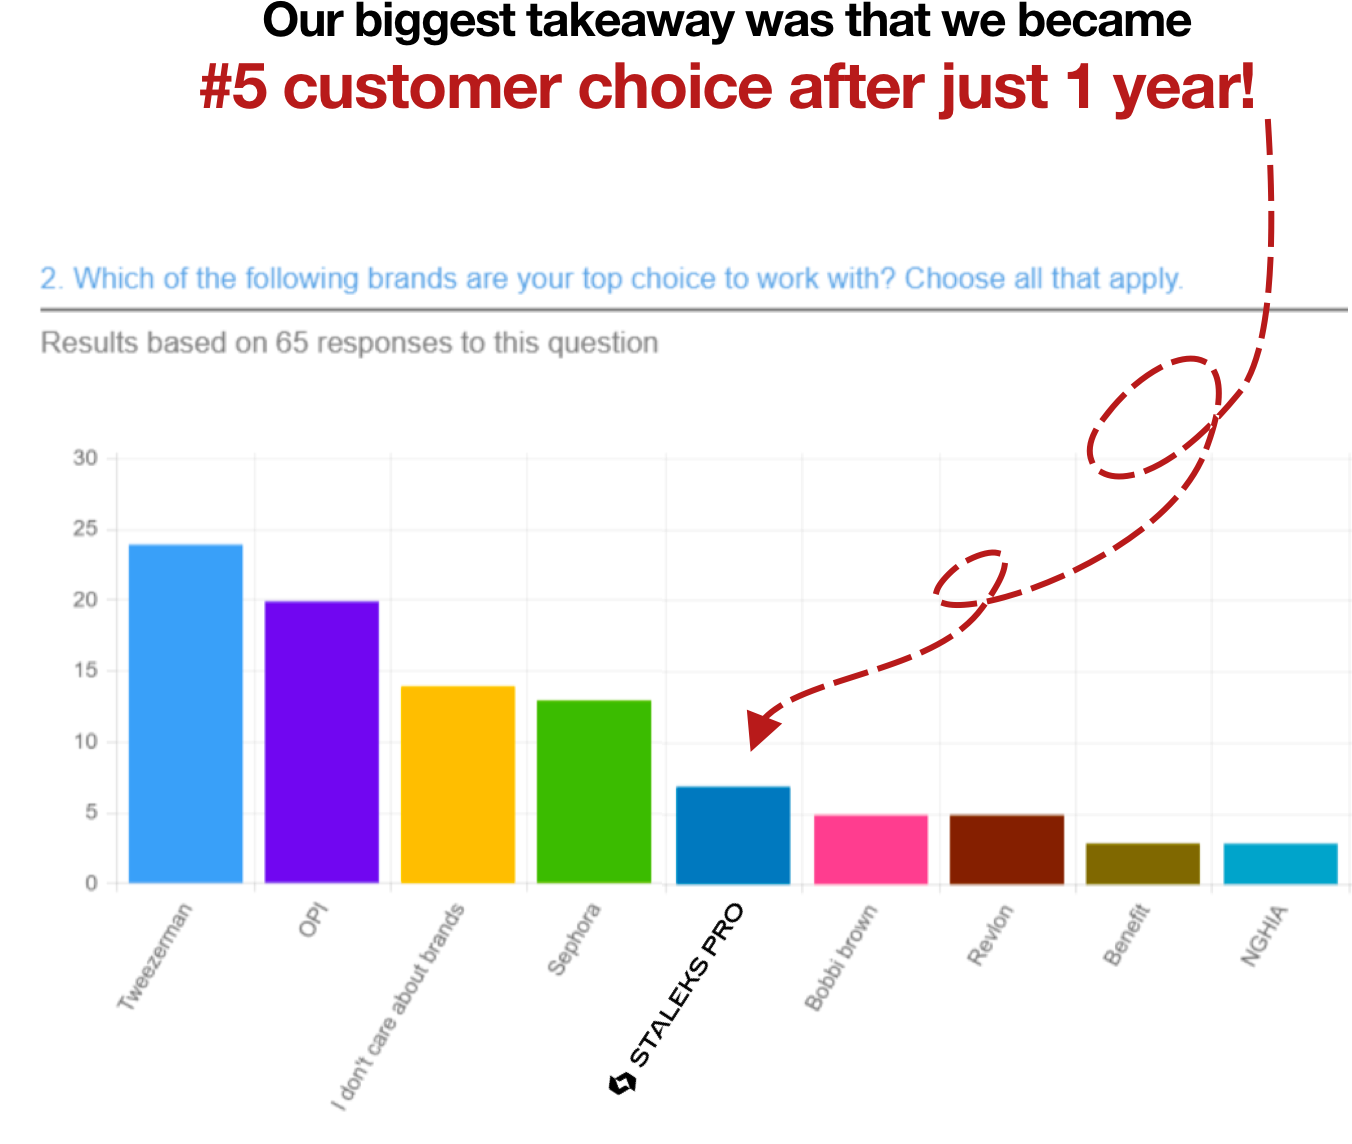 Our biggest takeaway was that we became
#5 customer choice after just 1 year!
2. Which of the following brands are your top choice to work with? Choose all that apply.
Results based on 65 responses to this question
30
25
20
15
10
5
0
Tweezerman
OPI
I don't care about brands
Sephora
STALEKS PRO
Bobbi brown
Revlon
Benefit
NGHIA